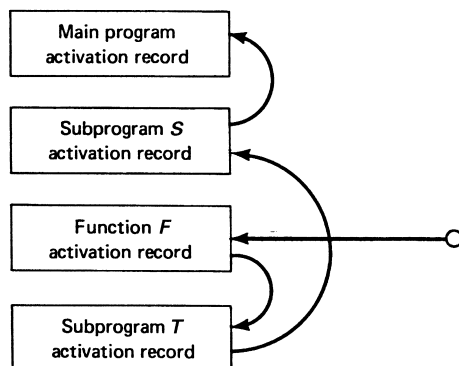 Main program
activation record
Subprogram S
activation record
Function F
activation record
Subprogram T
activation record